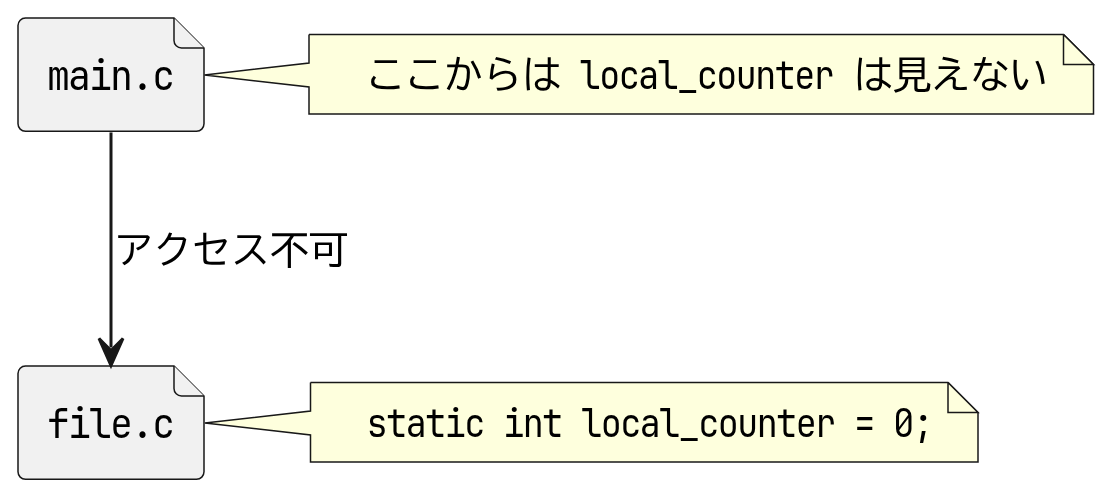 main.c
ここからは local_counter は見えない
アクセス不可
file.c
static int local_counter = 0;